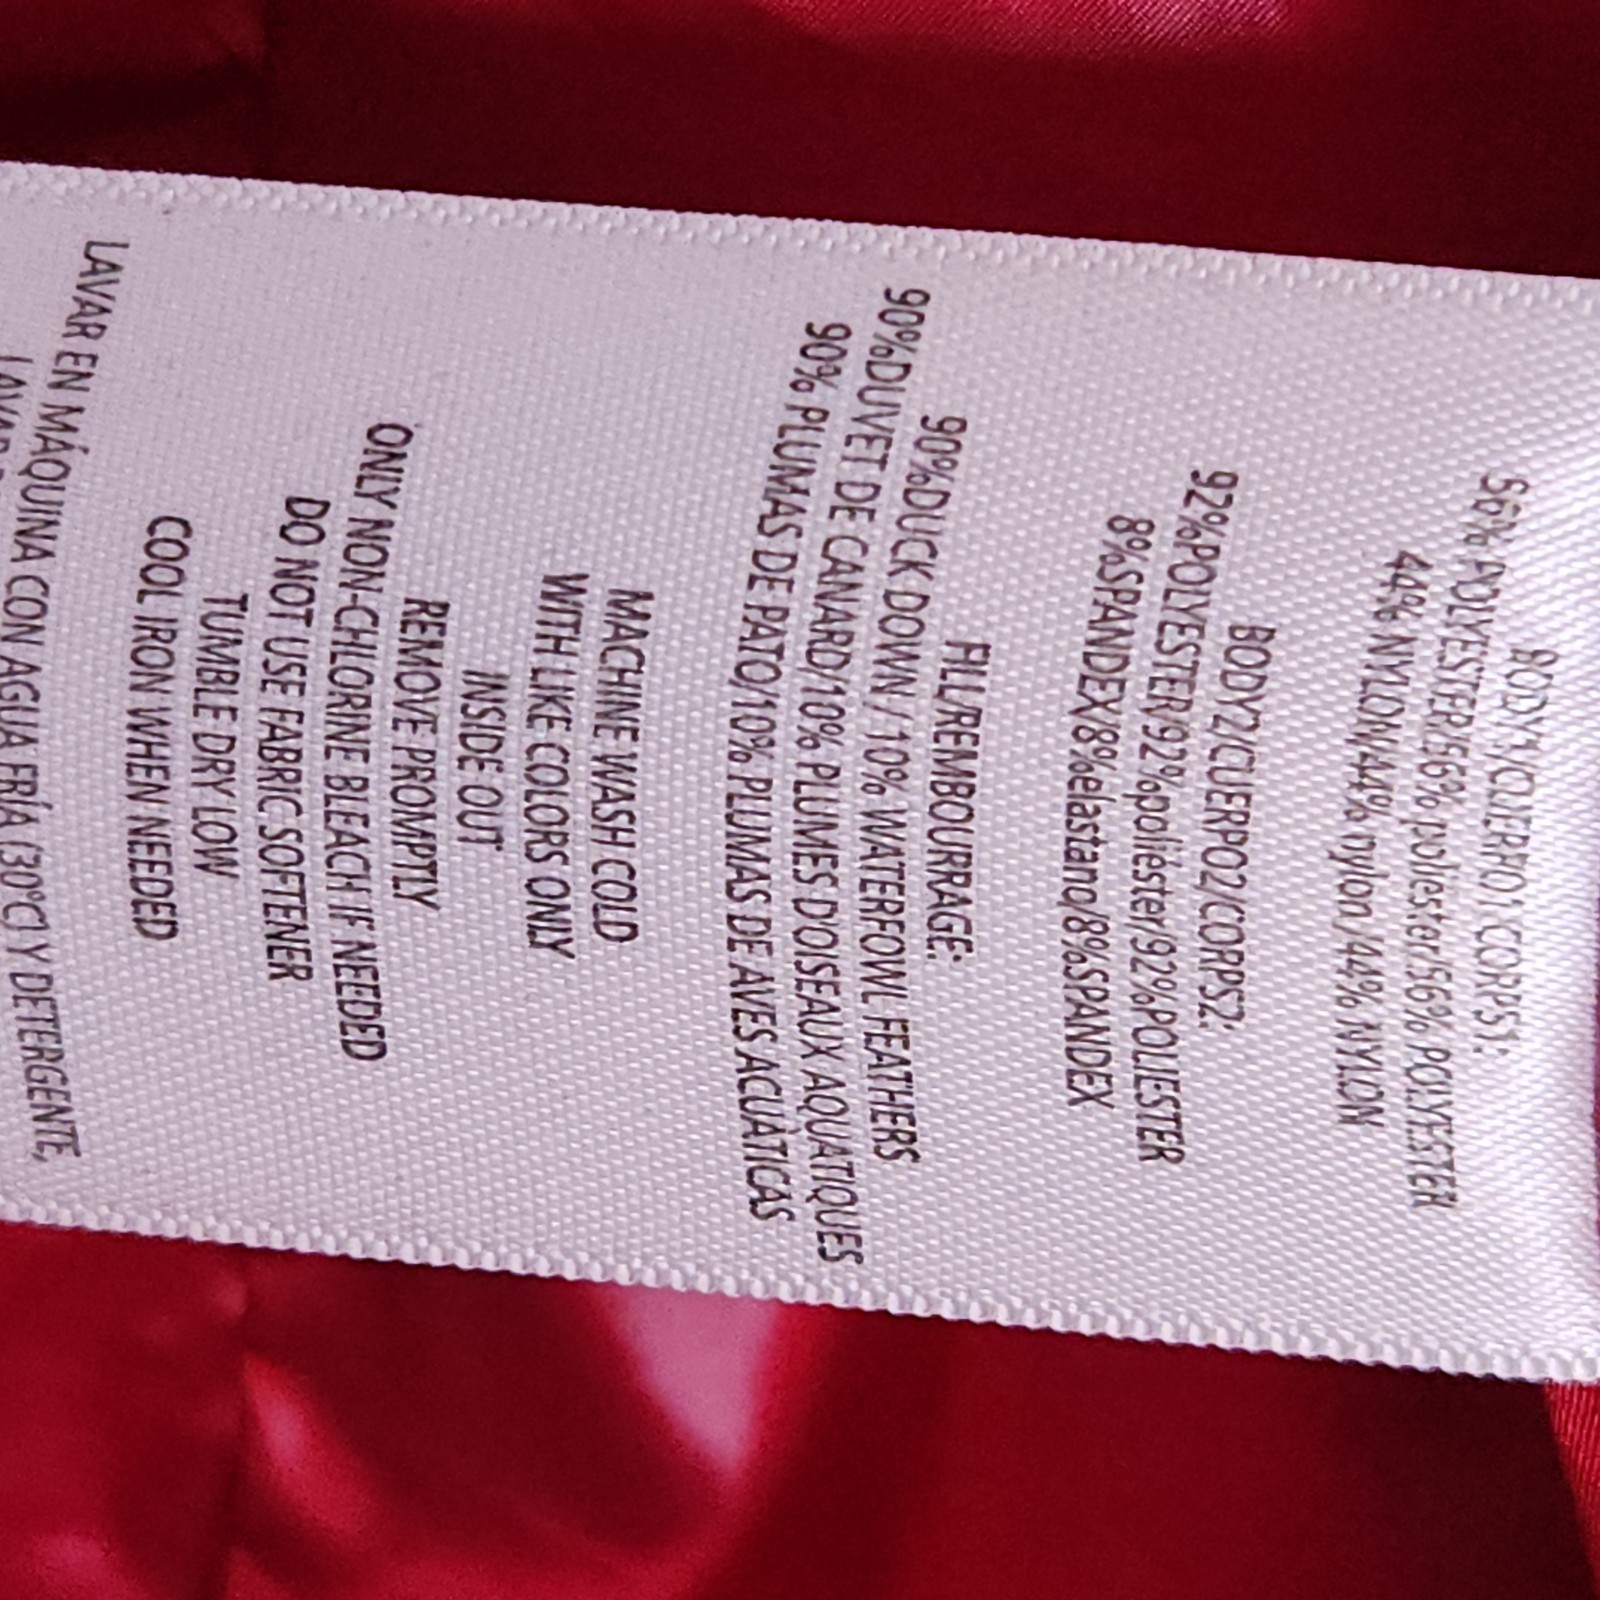 BODY1/CUERPO1/CORPS1:
56% POLYESTER/56% poliester/56% POLYESTER
44% NYLON/44% nylon/44% NYLON
BODY2/CUERPO2/CORPS2:
92%POLYESTER/92%poliéster/92%POLIESTER
8%SPANDEX/8%elastano/8%SPANDEX
FILL/REMBOURRAGE:
90%DUCK DOWN / 10% WATERFOWL FEATHERS
90%DUVET DE CANARD/10% PLUMES D'OISEAUX AQUATIQUES
90% PLUMAS DE PATO/10% PLUMAS DE AVES ACUÁTICAS
MACHINE WASH COLD
WITH LIKE COLORS ONLY
INSIDE OUT
REMOVE PROMPTLY
ONLY NON-CHLORINE BLEACH IF NEEDED
DO NOT USE FABRIC SOFTENER
TUMBLE DRY LOW
COOL IRON WHEN NEEDED
LAVAR EN MÁQUINA CON AGUA FRÍA (30ºC) Y DETERGENTE,